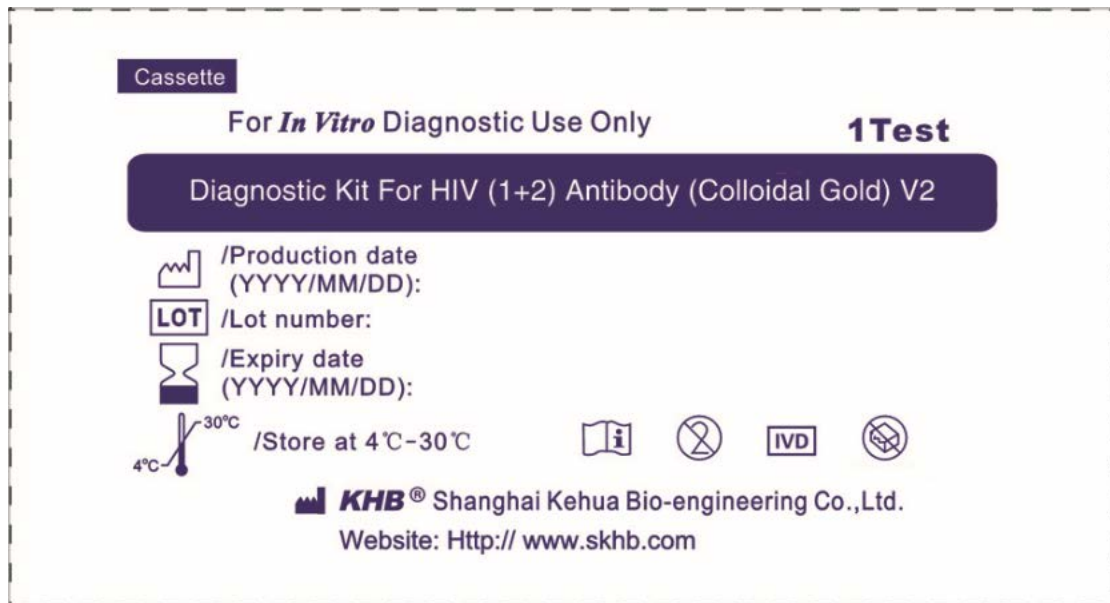 Cassette
For In Vitro Diagnostic Use Only
1Test
Diagnostic Kit For HIV (1+2) Antibody (Colloidal Gold) V2
/Production date
(YYYY/MM/DD):
LOT /Lot number:
/Expiry date
(YYYY/MM/DD):
30℃
/Store at 4℃-30℃
4℃
i
2
IVD
KHB® Shanghai Kehua Bio-engineering Co.,Ltd.
Website: Http:// www.skhb.com